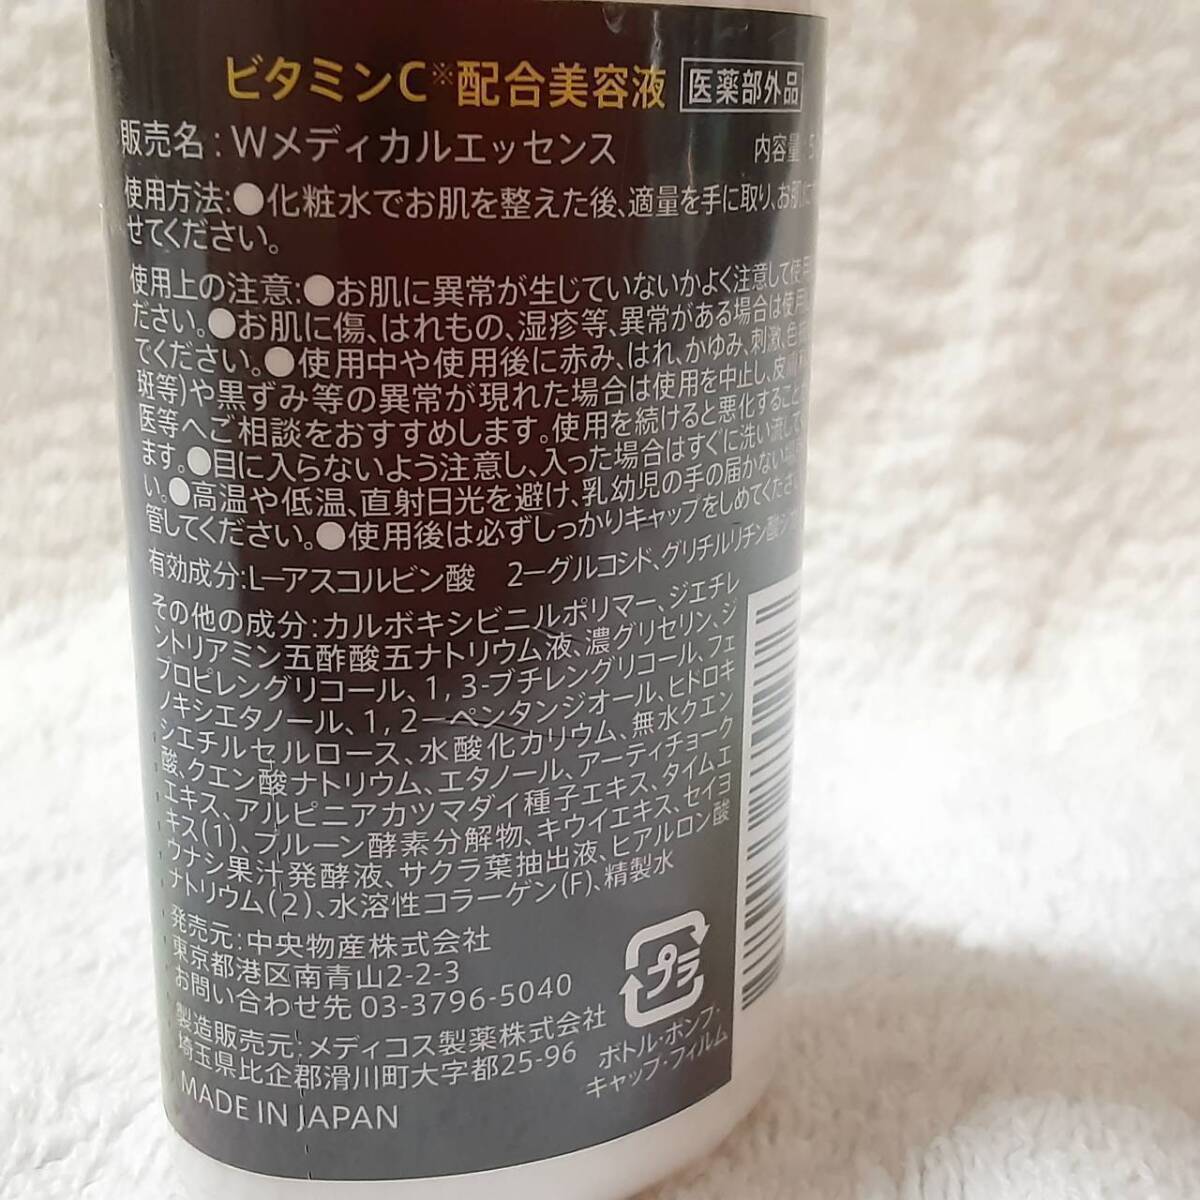 ビタミンC※配合美容液 医薬部外品
販売名：Wメディカルエッセンス 内容量
使用方法:●化粧水でお肌を整えた後、適量を手に取り、お肌に
せてください。
使用上の注意:●お肌に異常が生じていないかよく注意して使用
ださい。●お肌に傷、はれもの、湿疹等、異常がある場合は使用
てください。●使用中や使用後に赤み、はれ、かゆみ、刺激、色
斑等)や黒ずみ等の異常が現れた場合は使用を中止し、皮膚
医等へご相談をおすすめします。使用を続けると悪化すること
ます。●目に入らないよう注意し、入った場合はすぐに洗い流して
い。●高温や低温、直射日光を避け、乳幼児の手の届かない
管してください。●使用後は必ずしっかりキャップをしめてくださ
有効成分:L-アスコルビン酸 2-グルコシド、グリチルリチン酸ジ
その他の成分:カルボキシビニルポリマー、ジエチレ
ントリアミン五酢酸五ナトリウム液、濃グリセリン、ジ
プロピレングリコール、1,3-ブチレングリコール、フェ
ノキシエタノール、1,2-ペンタンジオール、ヒドロキ
シエチルセルロース、水酸化カリウム、無水クエン
酸、クエン酸ナトリウム、エタノール、アーティチョーク
エキス、アルピニアカツマダイ種子エキス、タイムエ
キス(1)、プルーン酵素分解物、キウイエキス、セイヨ
ウナシ果汁発酵液、サクラ葉抽出液、ヒアルロン酸
ナトリウム(2)、水溶性コラーゲン(F)、精製水
発売元:中央物産株式会社
東京都港区南青山2-2-3
お問い合わせ先 03-3796-5040
製造販売元:メディコス製薬株式会社
埼玉県比企郡滑川町大字都25-96
MADE IN JAPAN
プラ
ボトル・ポンプ・
キャップ・フィルム